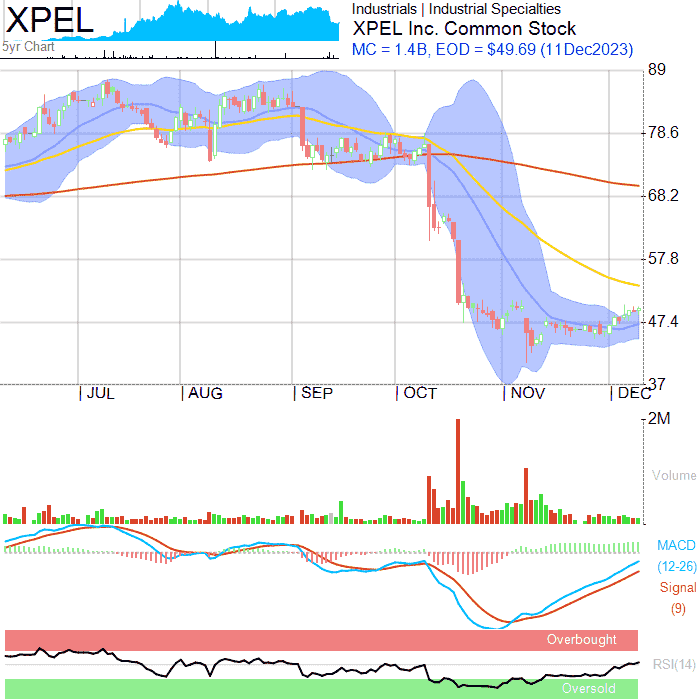 XPEL
5yr Chart
Industrials | Industrial Specialties
XPEL Inc. Common Stock
MC = 1.4B, EOD = $49.69 (11Dec2023)
89
78.6
68.2
57.8
47.4
37
JUL AUG SEP OCT NOV DEC
2M
Volume
MACD
(12-26)
Signal
(9)
Overbought
RSI(14)
Oversold